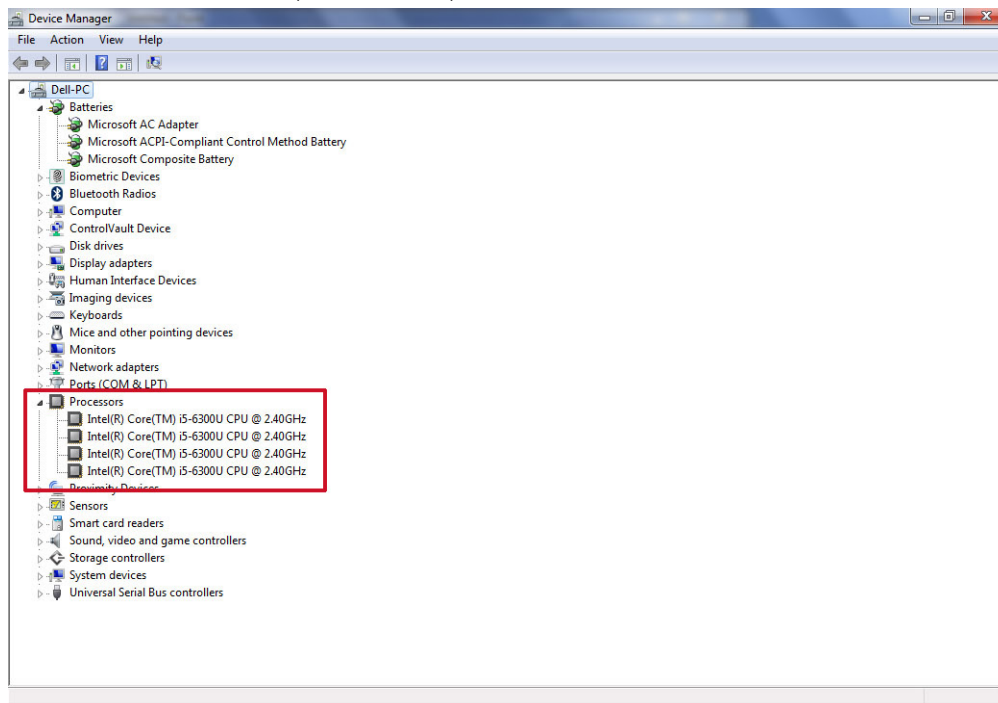 Device Manager
File Action View Help
Dell-PC
Batteries
Microsoft AC Adapter
Microsoft ACPI-Compliant Control Method Battery
Microsoft Composite Battery
Biometric Devices
Bluetooth Radios
Computer
ControlVault Device
Disk drives
Display adapters
Human Interface Devices
Imaging devices
Keyboards
Mice and other pointing devices
Monitors
Network adapters
Ports (COM & LPT)
Processors
Intel(R) Core(TM) i5-6300U CPU @ 2.40GHz
Intel(R) Core(TM) i5-6300U CPU @ 2.40GHz
Intel(R) Core(TM) i5-6300U CPU @ 2.40GHz
Intel(R) Core(TM) i5-6300U CPU @ 2.40GHz
Proximity Devices
Sensors
Smart card readers
Sound, video and game controllers
Storage controllers
System devices
Universal Serial Bus controllers